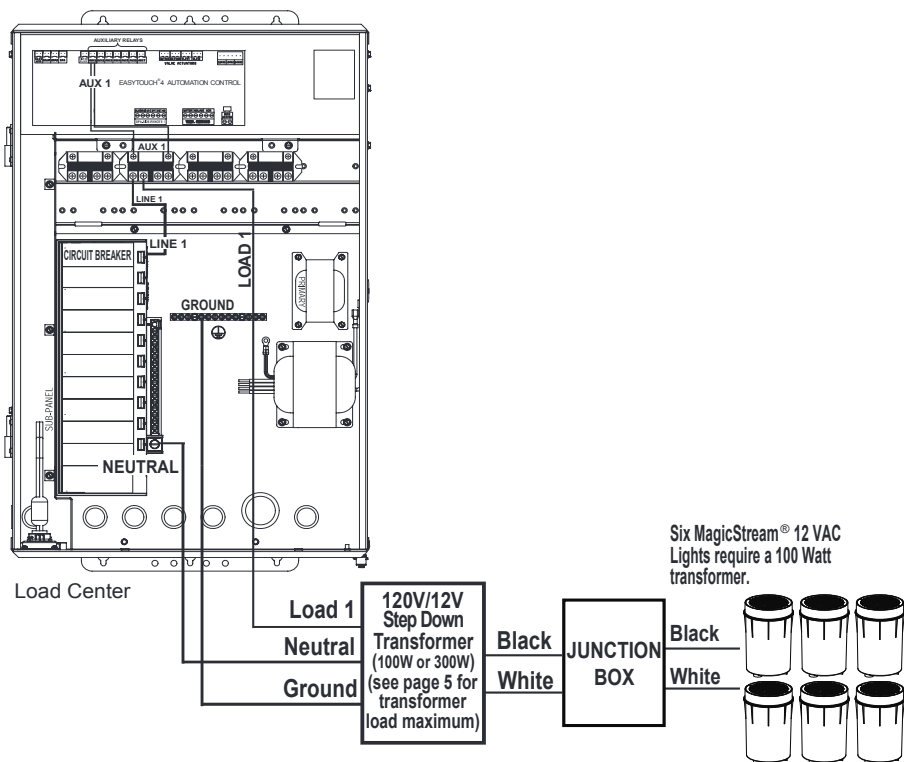 AUXILIARY RELAYS
VALVE ACTUATORS
AUX 1
EASYTOUCH® 4 AUTOMATION CONTROL
AUX 1
LINE 1
LINE 1
LOAD 1
CIRCUIT BREAKER
PRIMARY
GROUND
SUB-PANEL
NEUTRAL
Load Center
Six MagicStream® 12 VAC
Lights require a 100 Watt
transformer.
Load 1
Neutral
Ground
120V/12V
Step Down
Transformer
(100W or 300W)
(see page 5 for
transformer
load maximum)
Black
White
JUNCTION
BOX
Black
White